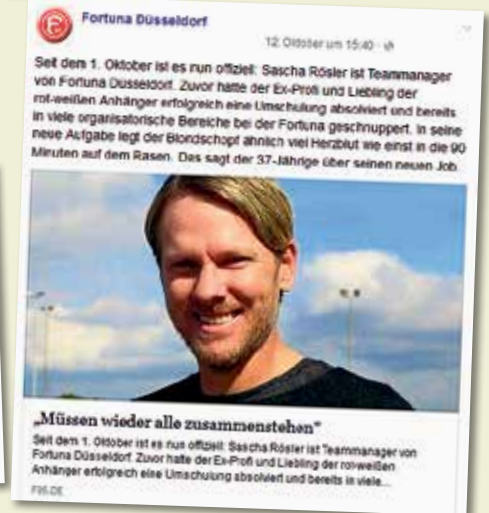 Fortuna Düsseldorf
12. Oktober um 15:40
Seit dem 1. Oktober ist es nun offiziell: Sascha Rösler ist Teammanager
von Fortuna Düsseldorf. Zuvor hatte der Ex-Profi und Liebling der
rot-weißen Anhänger erfolgreich eine Umschulung absolviert und bereits
in viele organisatorische Bereiche bei der Fortuna geschnuppert. In seine
neue Aufgabe legt der Blondschopf ähnlich viel Herzblut wie einst in die 90
Minuten auf dem Rasen. Das sagt der 37-Jährige über seinen neuen Job.
„Müssen wieder alle zusammenstehen“
Seit dem 1. Oktober ist es nun offiziell: Sascha Rösler ist Teammanager von
Fortuna Düsseldorf. Zuvor hatte der Ex-Profi und Liebling der rot-weißen
Anhänger erfolgreich eine Umschulung absolviert und bereits in viele...
F95.DE